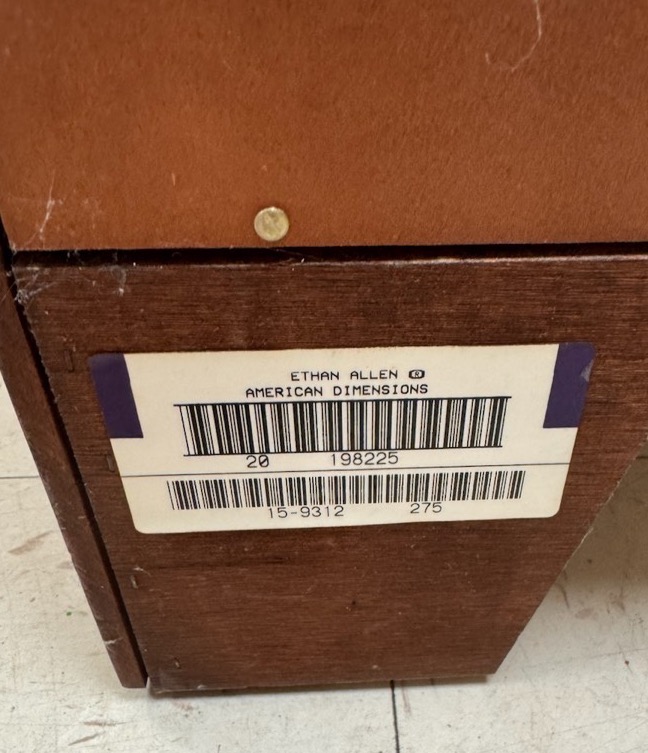 ETHAN ALLEN ®
AMERICAN DIMENSIONS
20 198225
15-9312 275